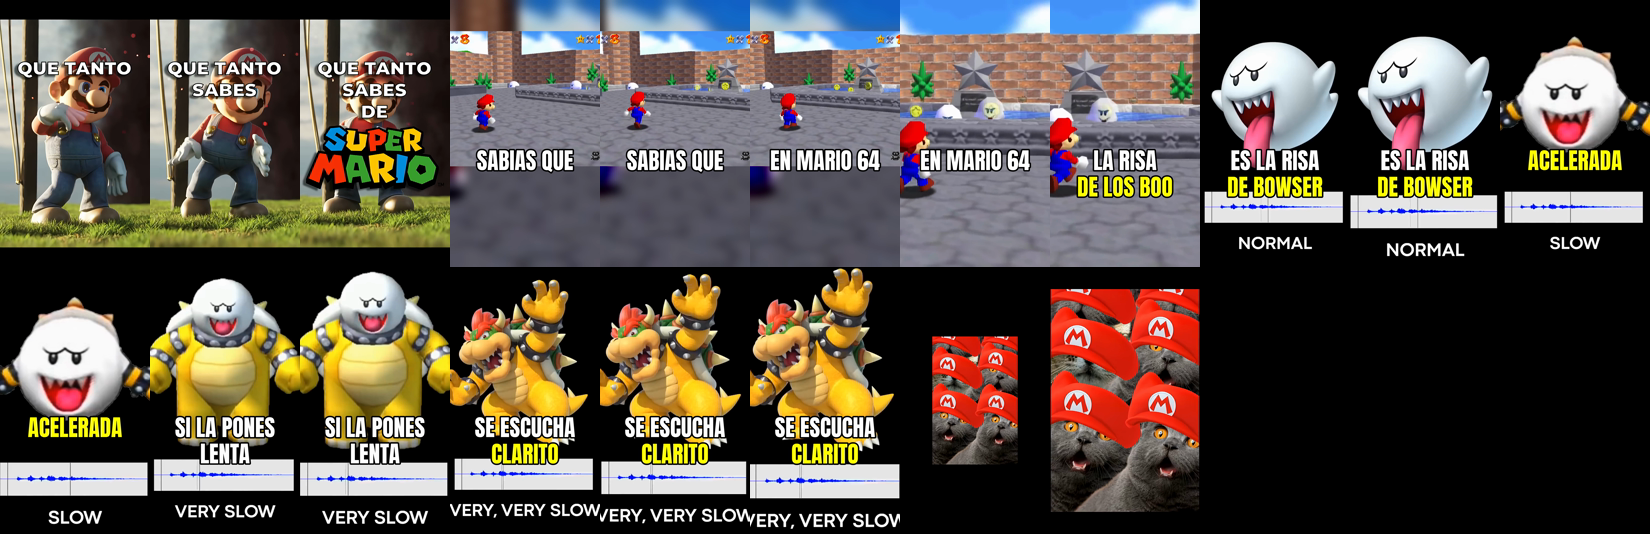 QUE TANTO
QUE TANTO
SABES
QUE TANTO
SABES
DE
SUPER
MARIO
SABIAS QUE
SABIAS QUE
EN MARIO 64
EN MARIO 64
LA RISA
DE LOS BOO
ES LA RISA
DE BOWSER
NORMAL
ES LA RISA
DE BOWSER
NORMAL
ACELERADA
SLOW
ACELERADA
SLOW
SI LA PONES
LENTA
VERY SLOW
SI LA PONES
LENTA
VERY SLOW
SE ESCUCHA
CLARITO
VERY, VERY SLOW
SE ESCUCHA
CLARITO
VERY, VERY SLOW
SE ESCUCHA
CLARITO
VERY, VERY SLOW
M
M
M
M
M
M